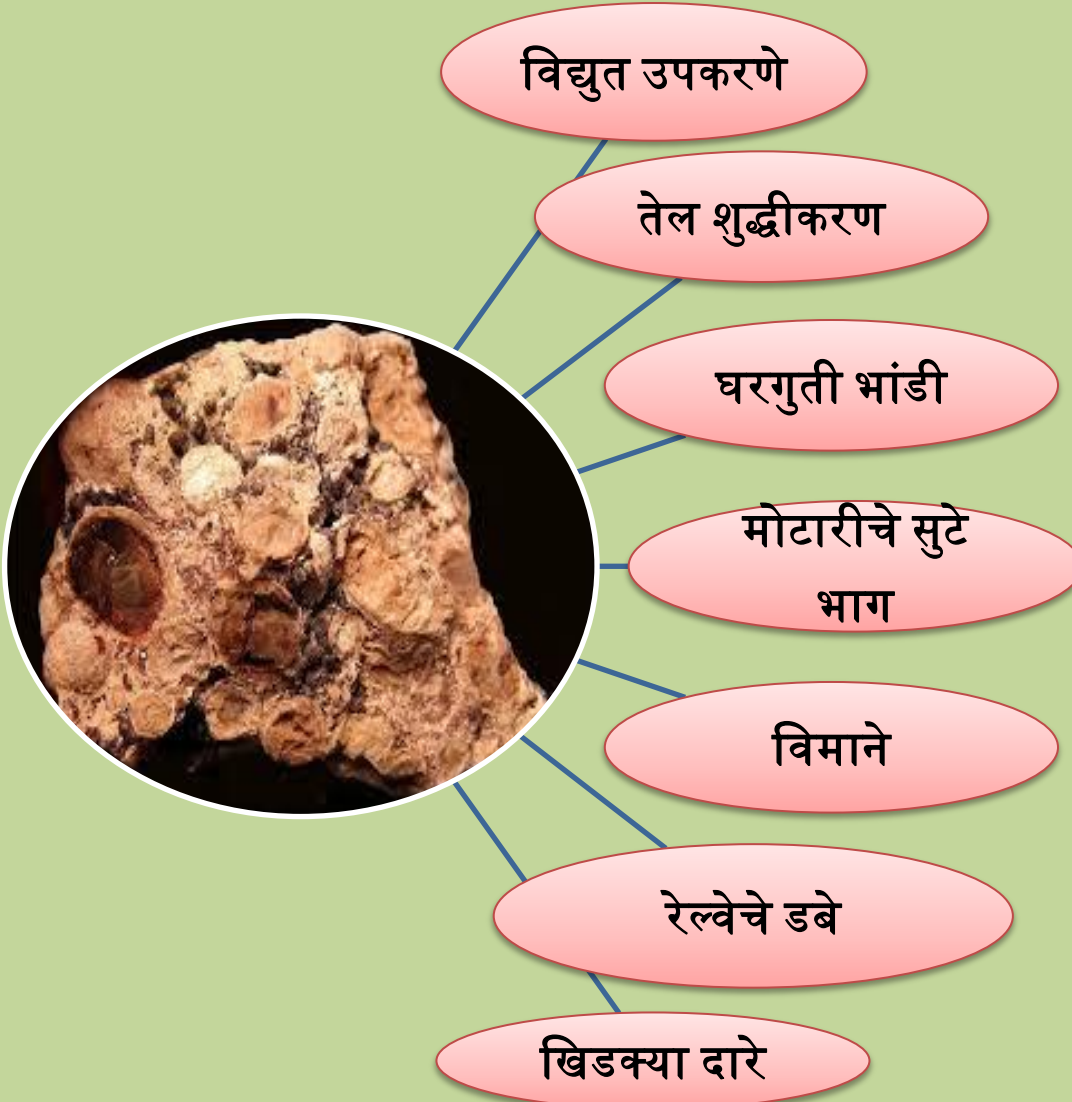 विद्युत उपकरणे
तेल शुद्धीकरण
घरगुती भांडी
मोटारीचे सुटे
भाग
विमाने
रेल्वेचे डबे
खिडक्या दारे